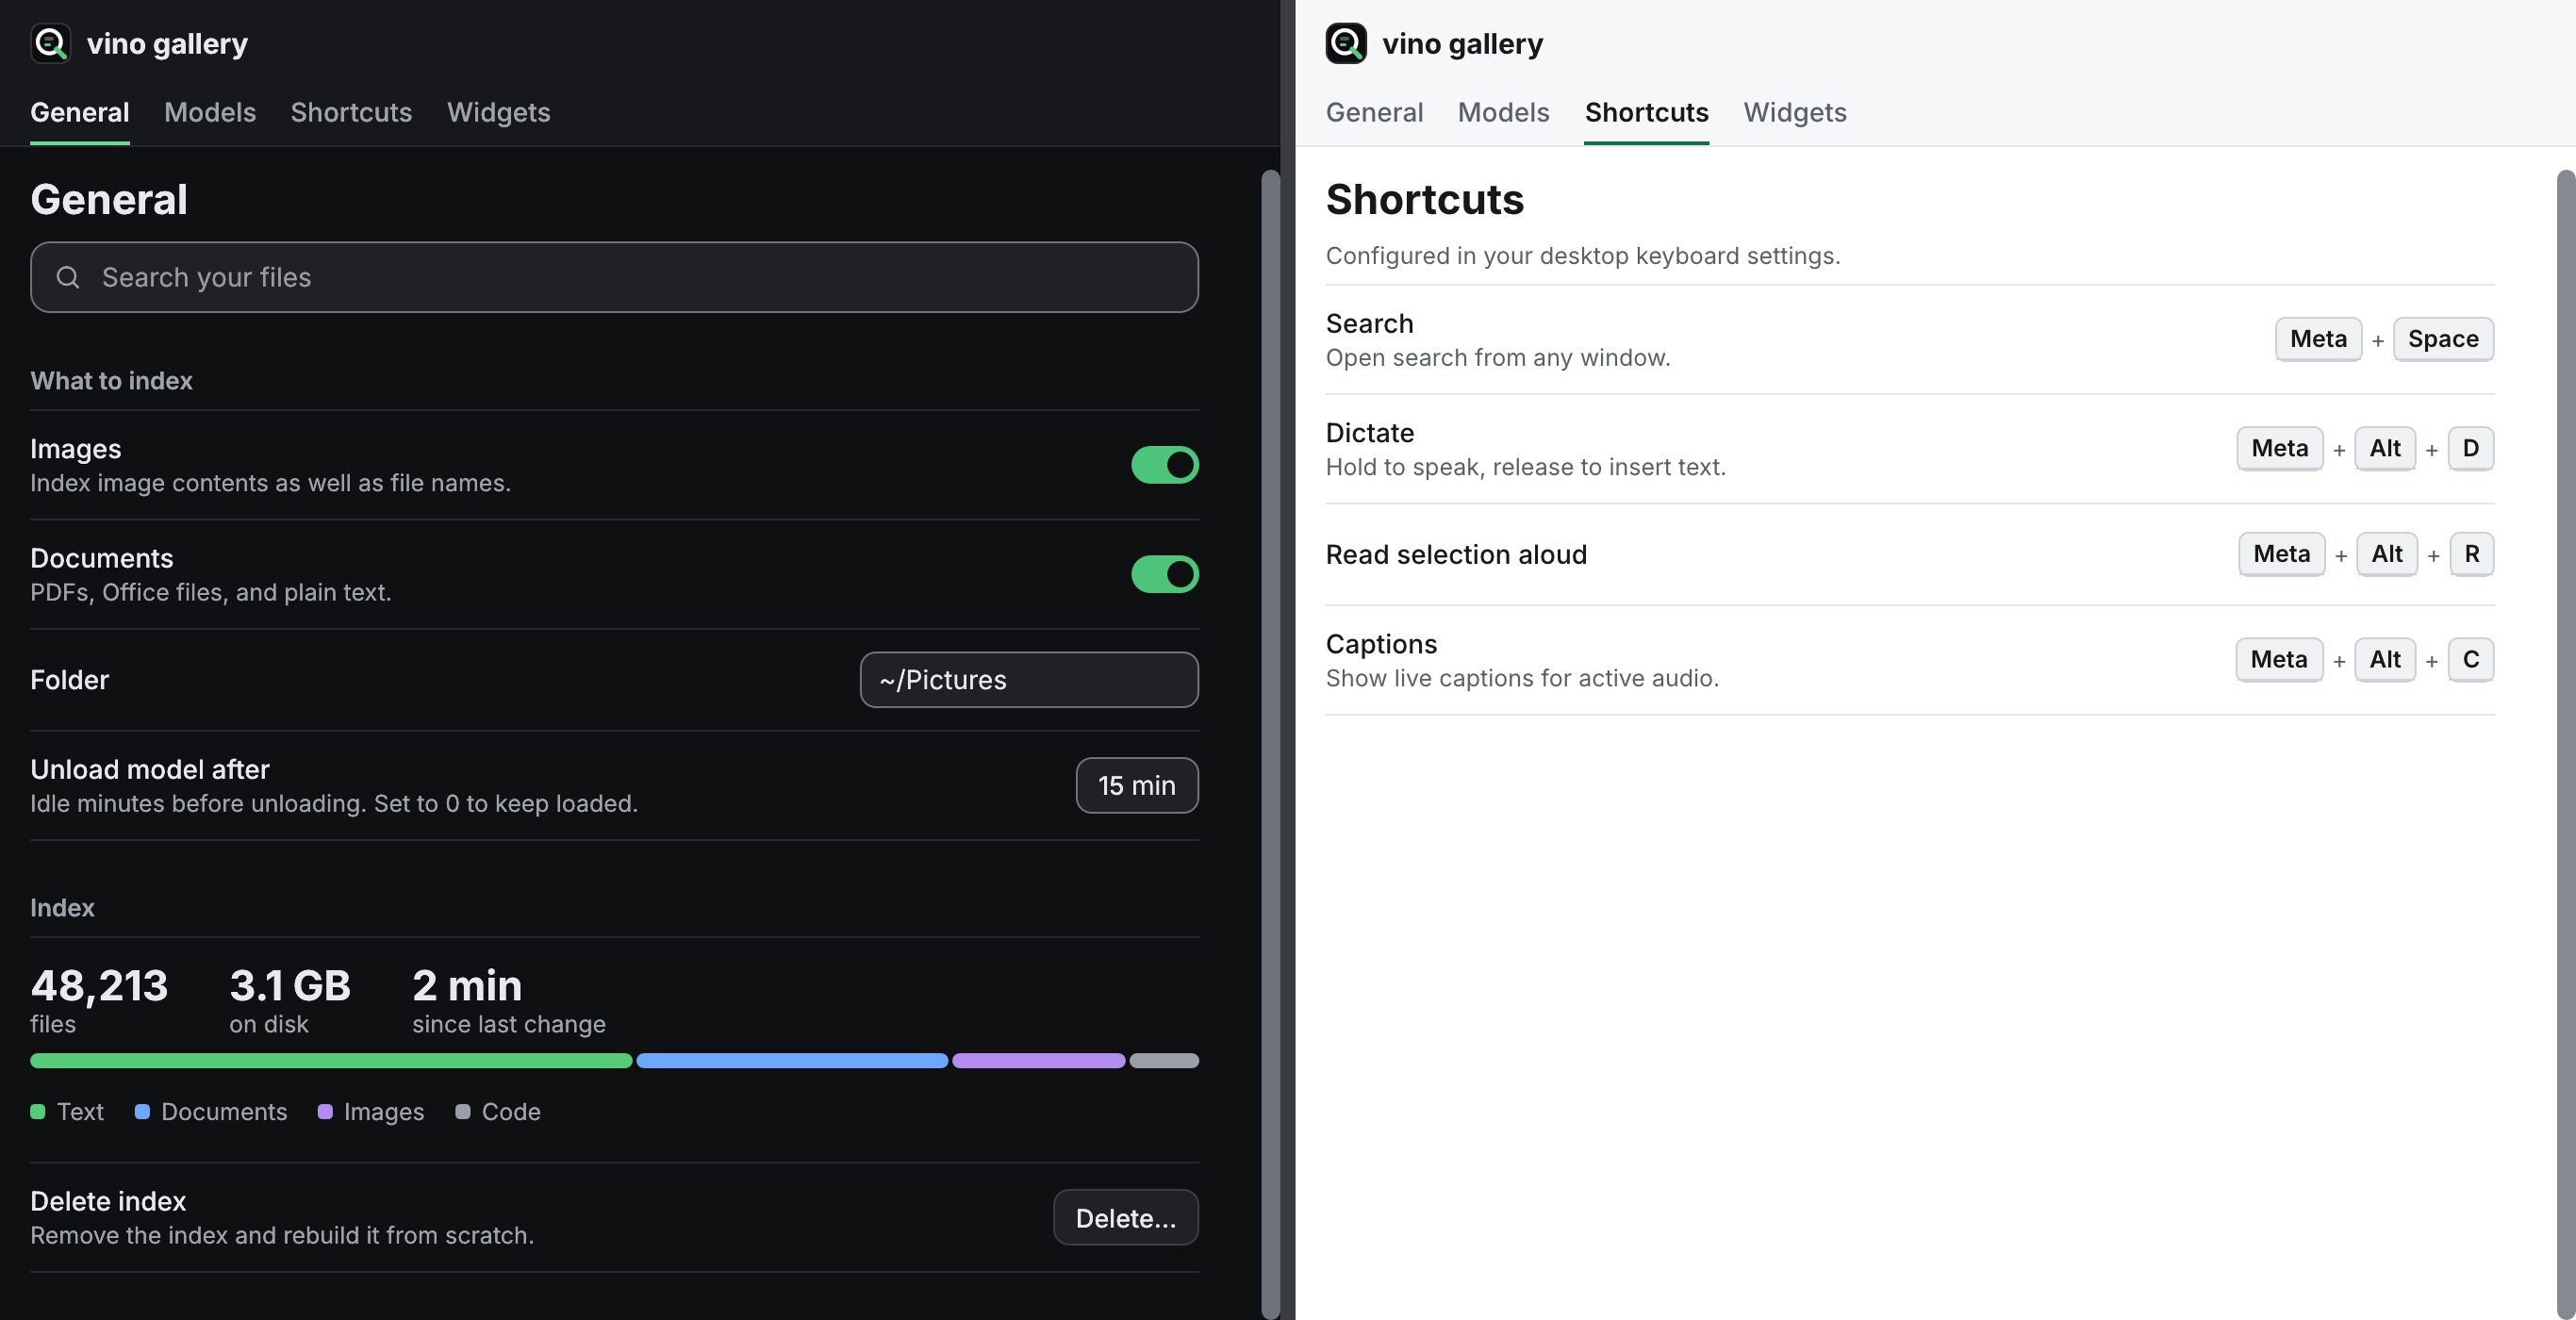 vino gallery
General Models Shortcuts Widgets
General
Search your files
What to index
Images
Index image contents as well as file names.
Documents
PDFs, Office files, and plain text.
Folder
~/Pictures
Unload model after
Idle minutes before unloading. Set to 0 to keep loaded.
15 min
Index
48,213 3.1 GB 2 min
files on disk since last change
Text Documents Images Code
Delete index
Remove the index and rebuild it from scratch.
Delete...
vino gallery
General Models Shortcuts Widgets
Shortcuts
Configured in your desktop keyboard settings.
Search
Open search from any window.
Meta + Space
Dictate
Hold to speak, release to insert text.
Meta + Alt + D
Read selection aloud
Meta + Alt + R
Captions
Show live captions for active audio.
Meta + Alt + C